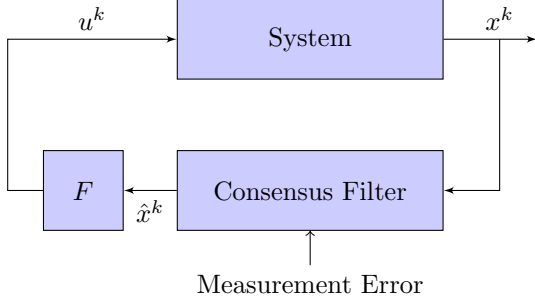 u^k
System
x^k
F
x̂^k
Consensus Filter
Measurement Error